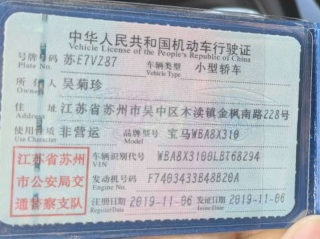 中华人民共和国机动车行驶证
Vehicle License of the People's Republic of China
号牌号码 苏E7VZ87 车辆类型 小型轿车
Plate No. Vehicle Type
所有人 吴菊珍
Owner
住址 江苏省苏州市吴中区木渎镇金枫南路228号
Address
使用性质 非营运 品牌型号 宝马WBA8X310
Use Character Model
车辆识别代号 WBA8X3100LBT68294
VIN
发动机号码 F7403433B48B20A
Engine No.
注册日期 2019-11-06 发证日期 2019-11-06
Register Date Issue Date
江苏省苏州
市公安局交
通警察支队